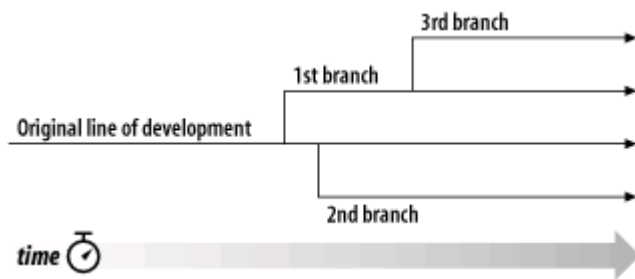 3rd branch
1st branch
Original line of development
2nd branch
time